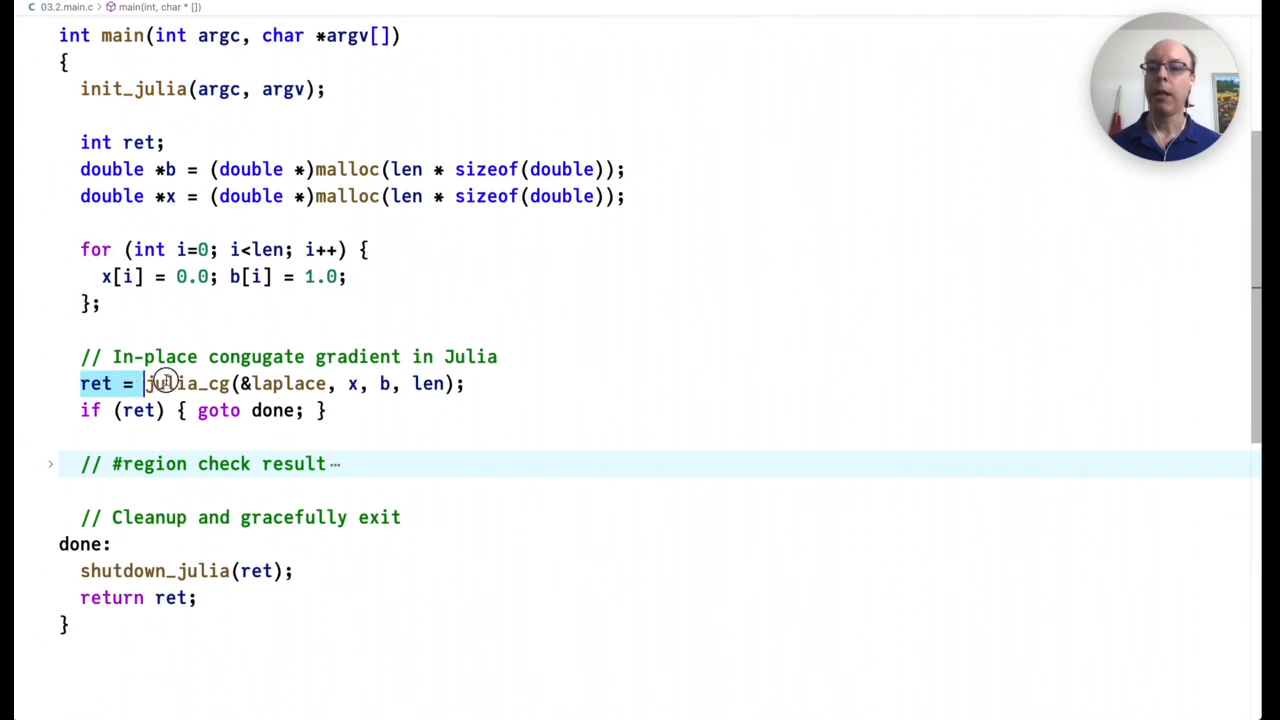 C 03.2.main.c > main(int, char * [])
int main(int argc, char *argv[])
{
init_julia(argc, argv);
int ret;
double *b = (double *)malloc(len * sizeof(double));
double *x = (double *)malloc(len * sizeof(double));
for (int i=0; i<len; i++) {
x[i] = 0.0; b[i] = 1.0;
};
// In-place congugate gradient in Julia
ret = julia_cg(&laplace, x, b, len);
if (ret) { goto done; }
// #region check result ⋯
// Cleanup and gracefully exit
done:
shutdown_julia(ret);
return ret;
}